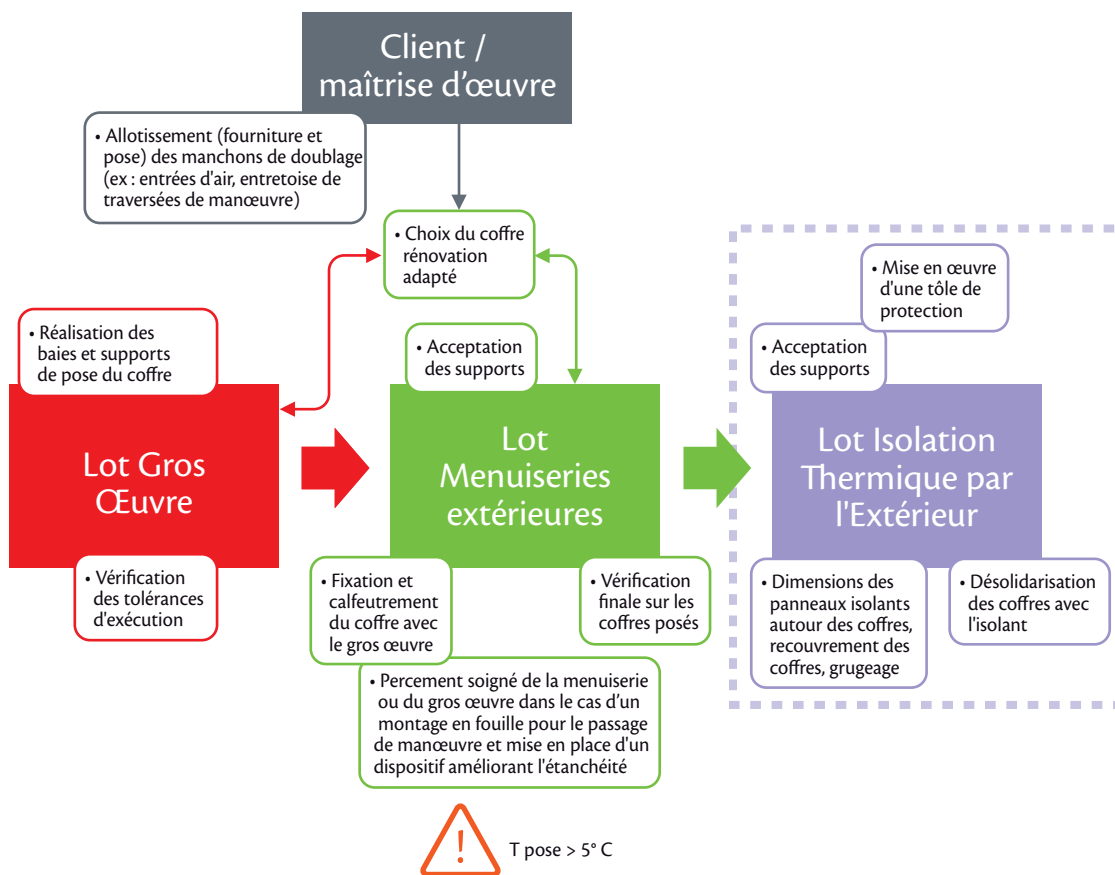 Client /
maîtrise d'œuvre
• Allotissement (fourniture et
pose) des manchons de doublage
(ex : entrées d'air, entretoise de
traversées de manœuvre)
• Choix du coffre
rénovation
adapté
• Réalisation des
baies et supports
de pose du coffre
Lot Gros
Œuvre
• Vérification
des tolérances
d'exécution
• Acceptation
des supports
Lot
Menuiseries
extérieures
• Fixation et
calfeutrement
du coffre avec
le gros œuvre
• Vérification
finale sur les
coffres posés
• Percement soigné de la menuiserie
ou du gros œuvre dans le cas d'un
montage en fouille pour le passage
de manœuvre et mise en place d'un
dispositif améliorant l'étanchéité
• Mise en œuvre
d'une tôle de
protection
• Acceptation
des supports
Lot Isolation
Thermique par
l'Extérieur
• Dimensions des
panneaux isolants
autour des coffres,
recouvrement des
coffres, grugeage
• Désolidarisation
des coffres avec
l'isolant
!
T pose > 5° C